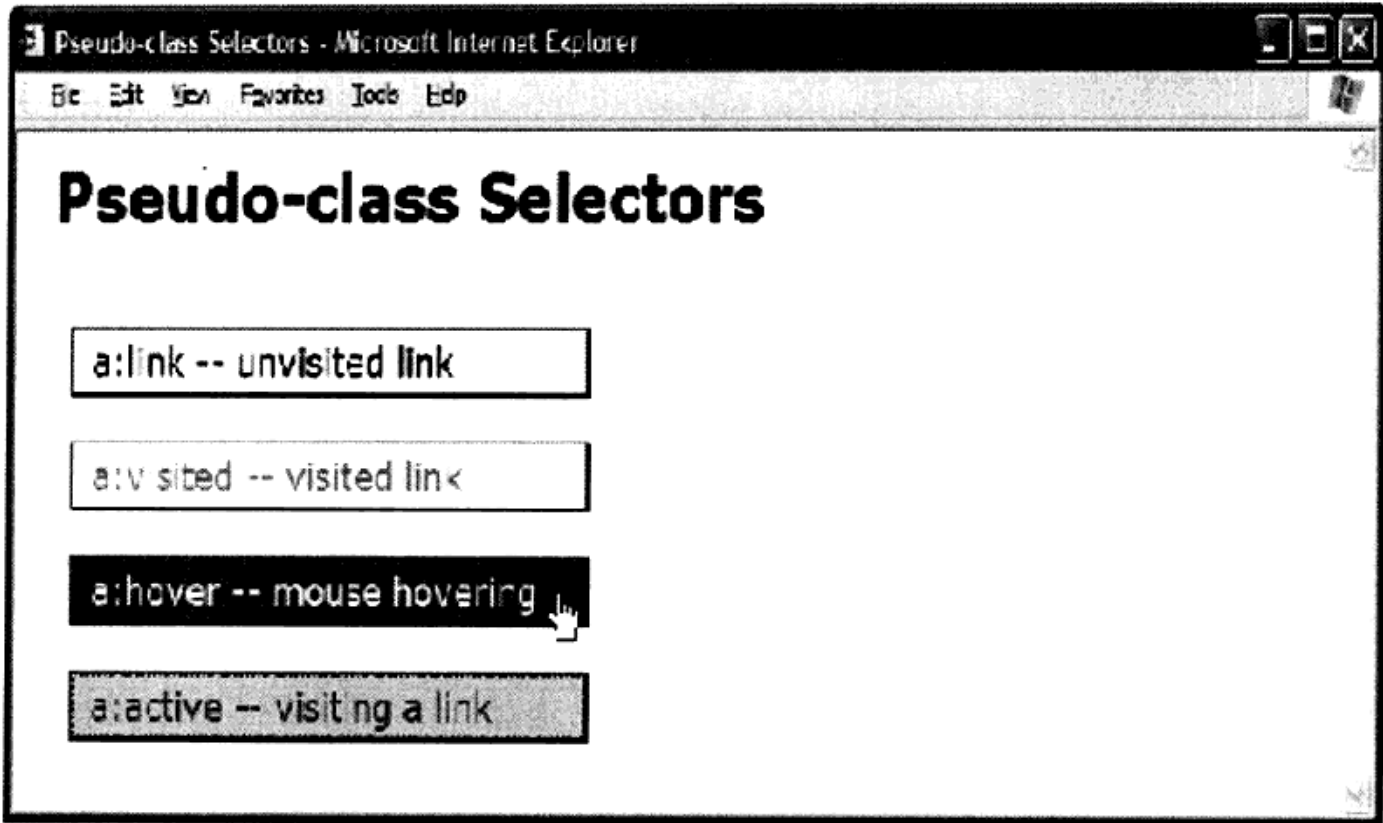 Pseudo-class Selectors - Microsoft Internet Explorer
File Edit View Favorites Tools Help
Pseudo-class Selectors
a:link -- unvisited link
a:visited -- visited link
a:hover -- mouse hovering
a:active -- visiting a link